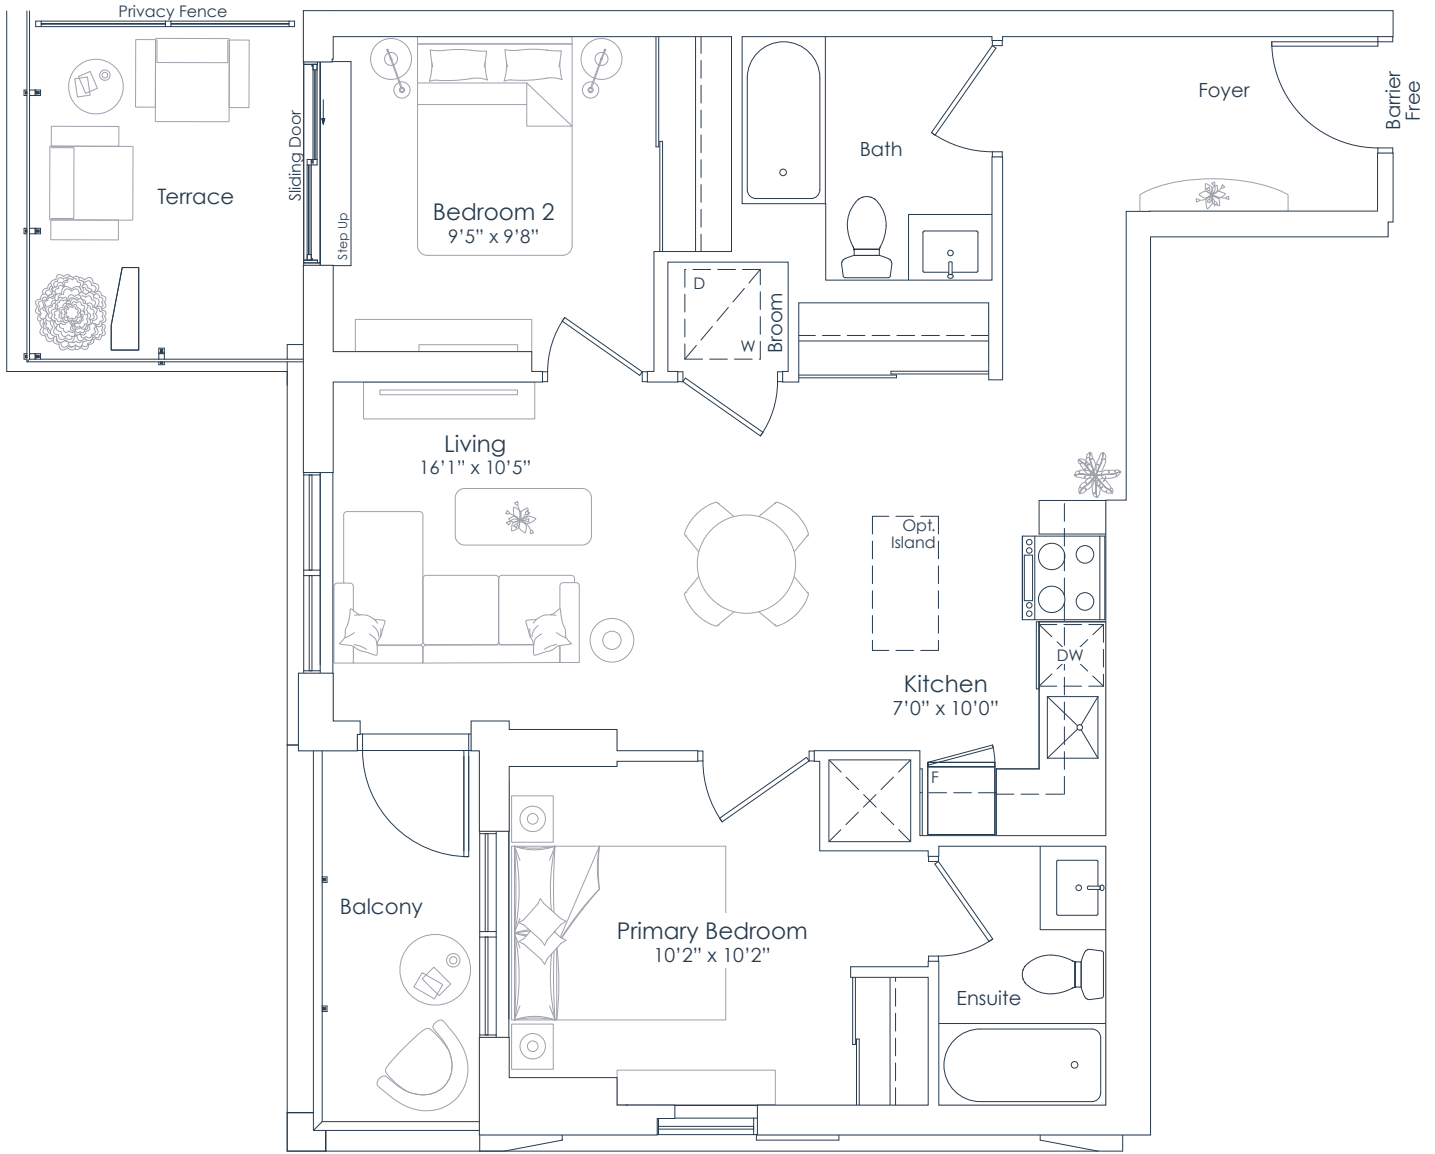 Privacy Fence
Foyer
Barrier
Free
Bath
Sliding Door
Terrace
Bedroom 2
9’5” x 9’8”
Step Up
D
W
Broom
Living
16’1” x 10’5”
Opt.
Island
DW
Kitchen
7’0” x 10’0”
F
Balcony
Primary Bedroom
10’2” x 10’2”
Ensuite